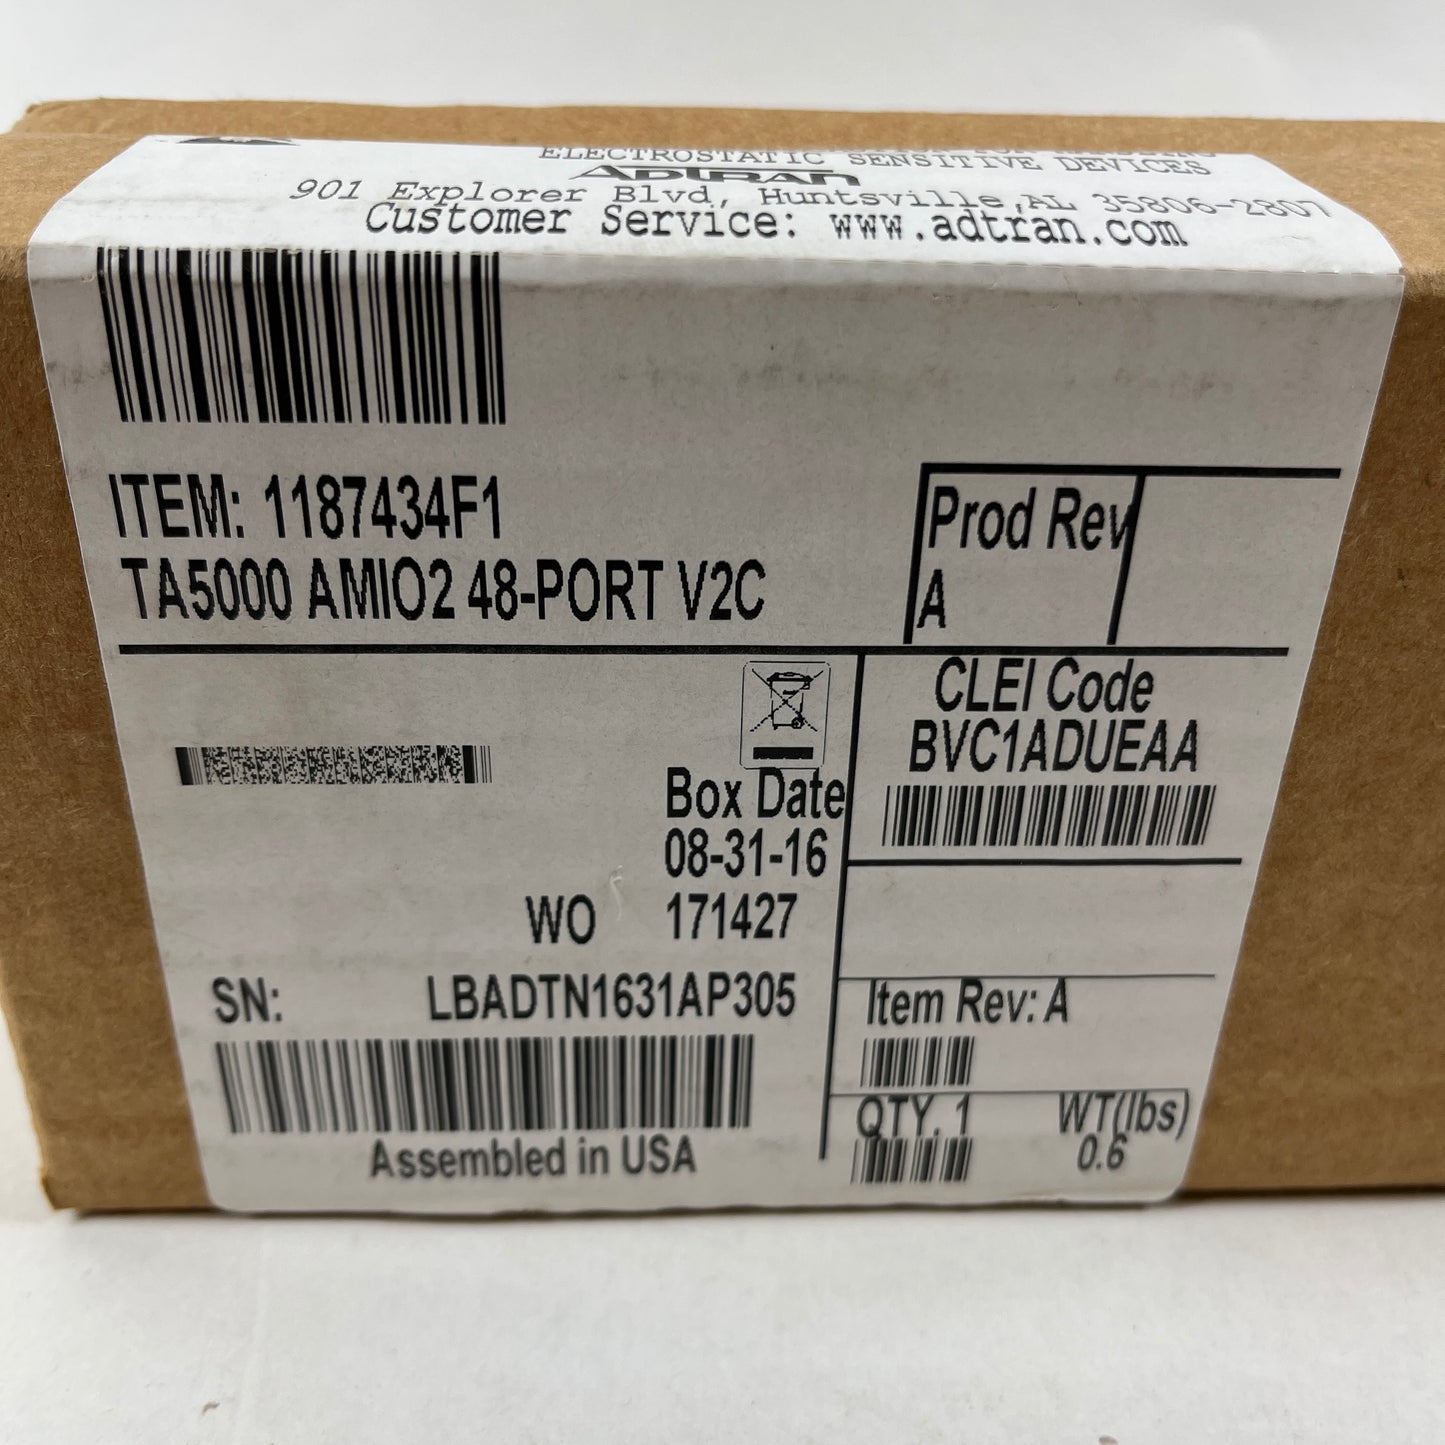 ELECTROSTATIC SENSITIVE DEVICES
ADTRAN
901 Explorer Blvd, Huntsville,AL 35806-2807
Customer Service: www.adtran.com
ITEM: 1187434F1
TA5000 AMIO2 48-PORT V2C
Prod Rev
A
CLEI Code
BVC1ADUEAA
Box Date
08-31-16
WO 171427
SN: LBADTN1631AP305
Assembled in USA
Item Rev: A
QTY. 1 WT(lbs)
0.6